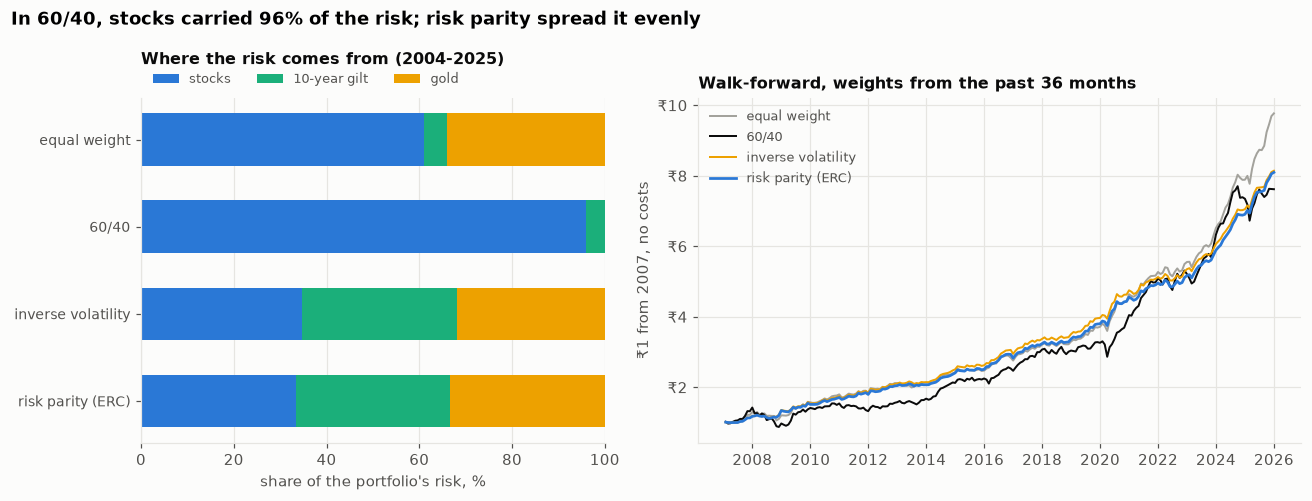 In 60/40, stocks carried 96% of the risk; risk parity spread it evenly
Where the risk comes from (2004-2025)
stocks 10-year gilt gold
equal weight
60/40
inverse volatility
risk parity (ERC)
0 20 40 60 80 100
share of the portfolio's risk, %
Walk-forward, weights from the past 36 months
equal weight
60/40
inverse volatility
risk parity (ERC)
₹10
₹8
₹6
₹4
₹2
₹1 from 2007, no costs
2008 2010 2012 2014 2016 2018 2020 2022 2024 2026